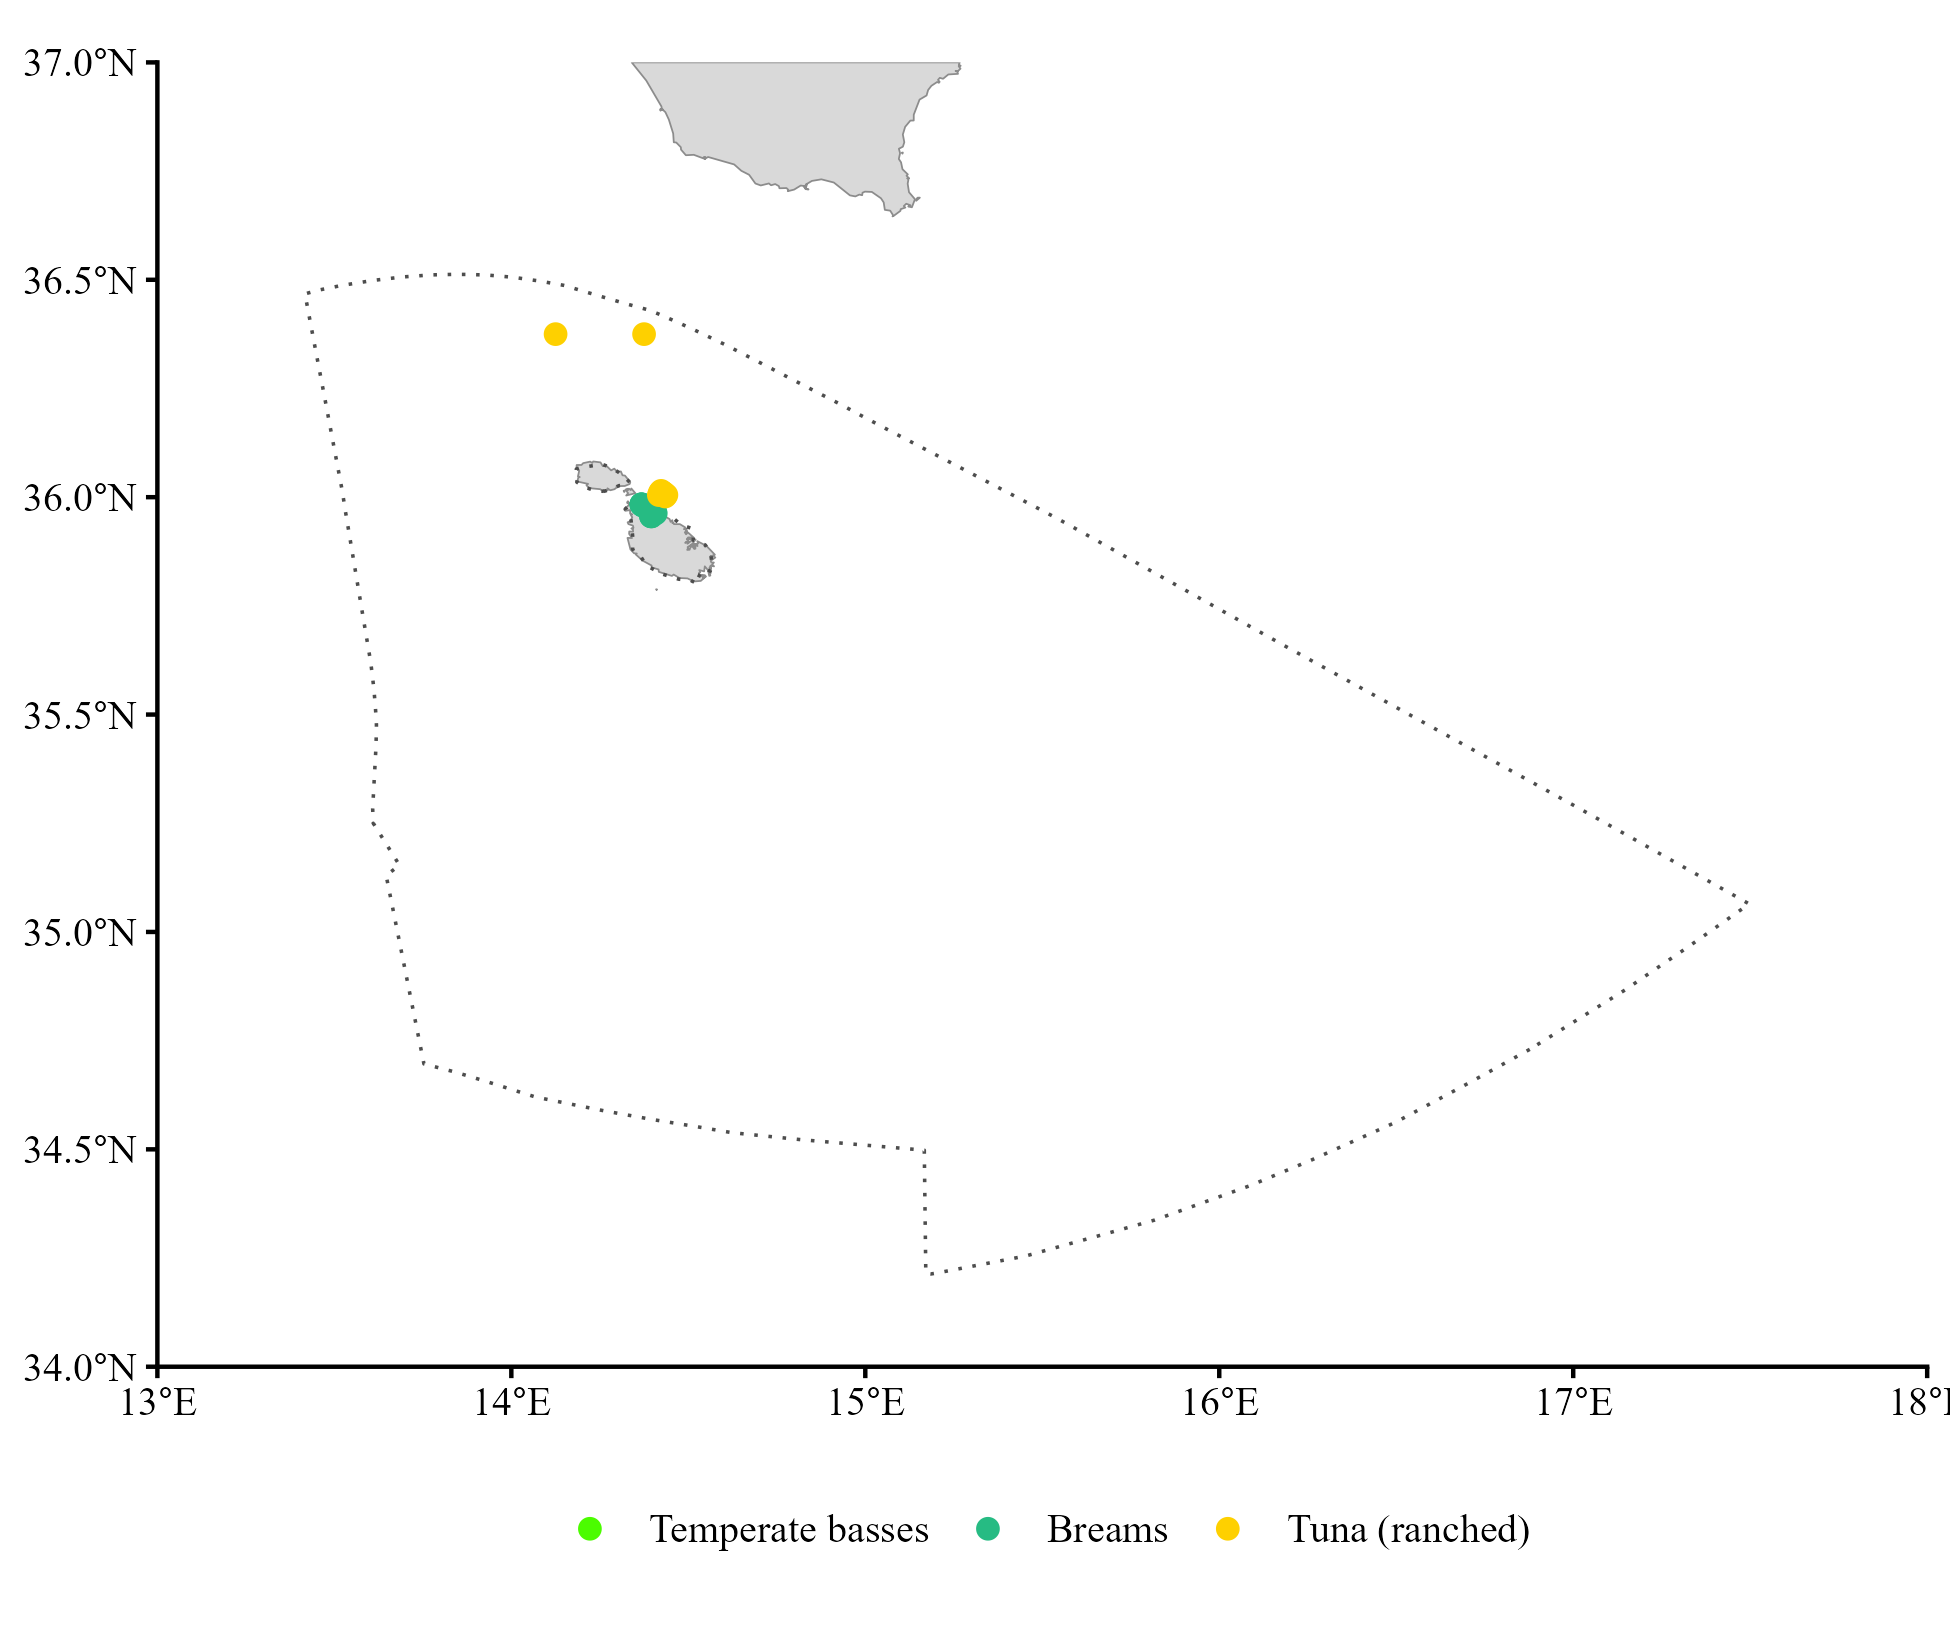 37.0°N
36.5°N
36.0°N
35.5°N
35.0°N
34.5°N
34.0°N
13°E 14°E 15°E 16°E 17°E 18°E
Temperate basses Breams Tuna (ranched)